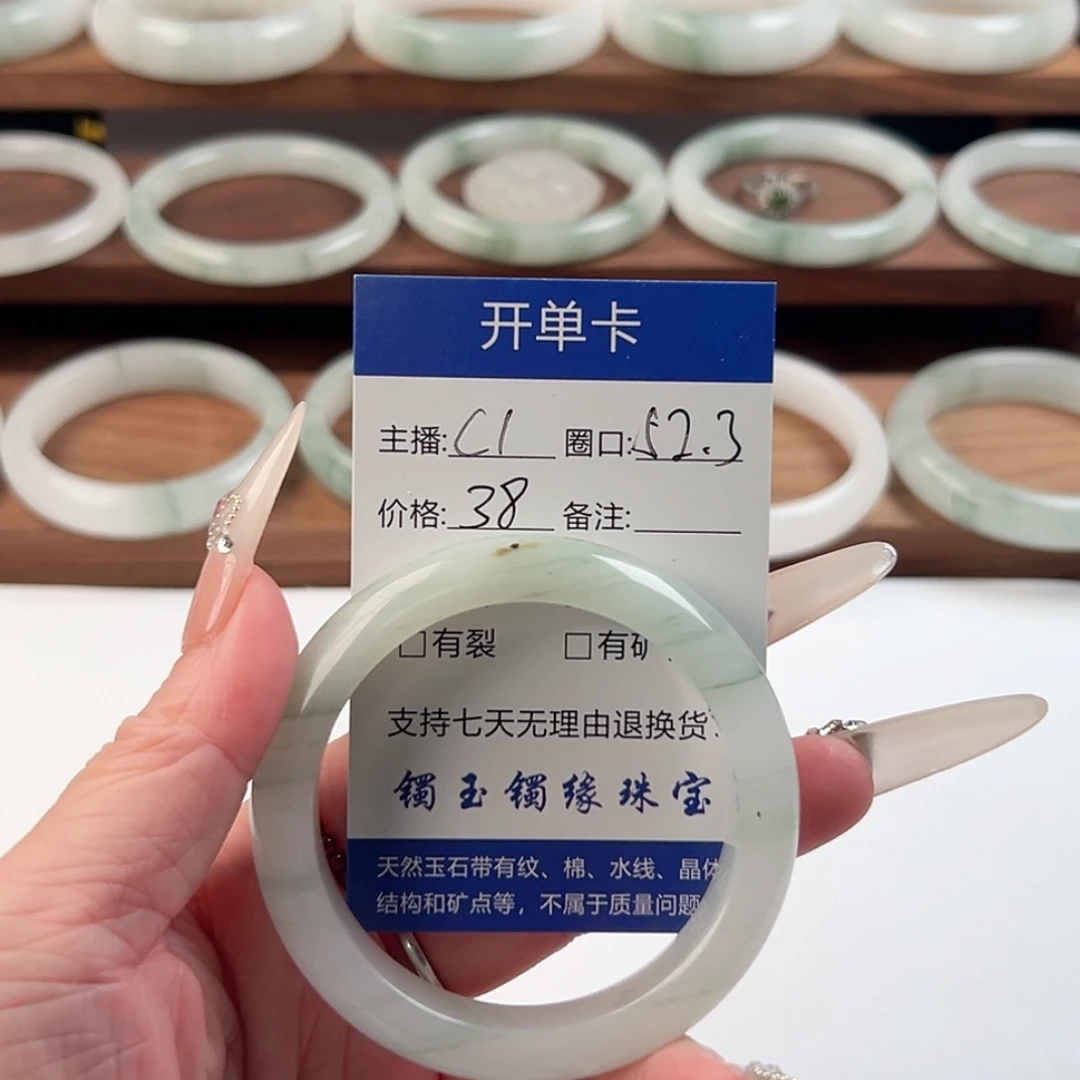 开单卡
主播: C1 圈口: 52.3
价格: 38 备注:
□有裂 □有矿
支持七天无理由退换货
镯玉镯缘珠宝
天然玉石带有纹、棉、水线、晶体
结构和矿点等，不属于质量问题